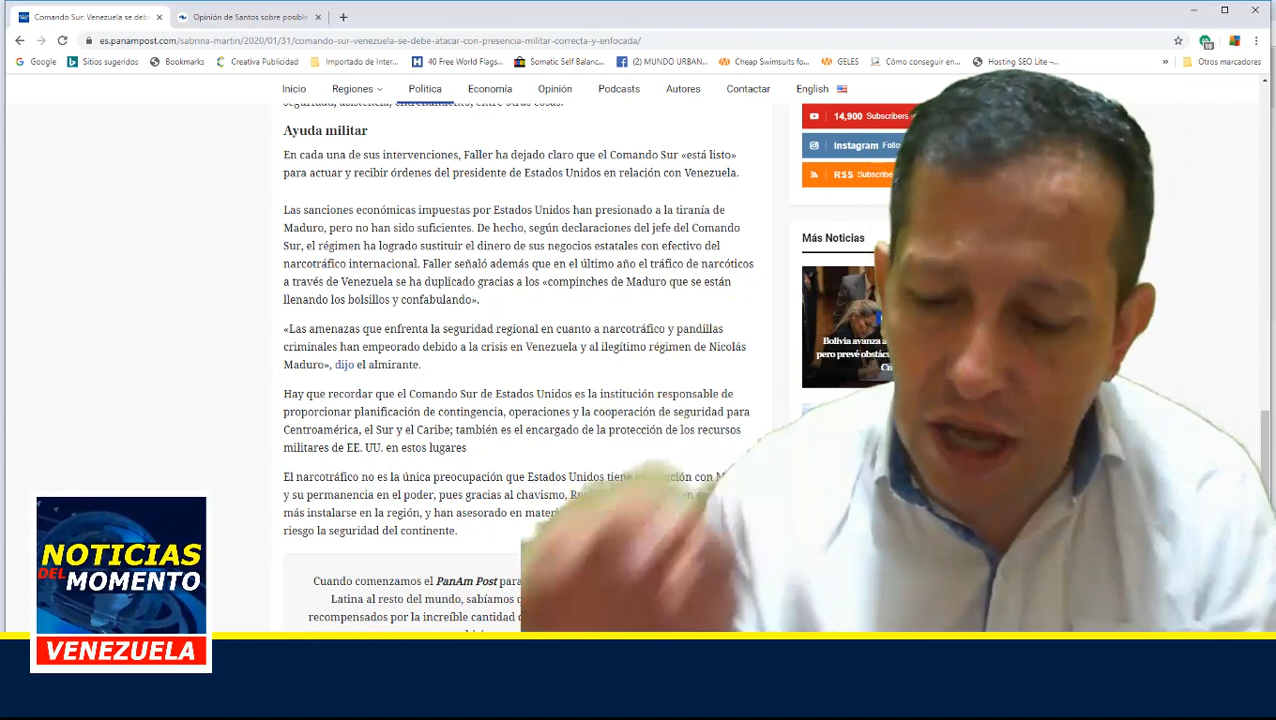 Comando Sur: Venezuela se deb
Opinión de Santos sobre posible
es.panampost.com/sabrina-martin/2020/01/31/comando-sur-venezuela-se-debe-atacar-con-presencia-militar-correcta-y-enfocada/
10
Google Sitios sugeridos Bookmarks Creativa Publicidad Importado de Inter... 40 Free World Flags... Somatic Self Balanc... (2) MUNDO URBAN... Cheap Swimsuits fo... GELES Cómo conseguir en... Hosting SEO Lite –... » Otros marcadores
Inicio Regiones Política Economía Opinión Podcasts Autores Contactar English
seguridad, asistencia, entrenamiento, entre otras cosas.
Ayuda militar
En cada una de sus intervenciones, Faller ha dejado claro que el Comando Sur «está listo»
para actuar y recibir órdenes del presidente de Estados Unidos en relación con Venezuela.
Las sanciones económicas impuestas por Estados Unidos han presionado a la tiranía de
Maduro, pero no han sido suficientes. De hecho, según declaraciones del jefe del Comando
Sur, el régimen ha logrado sustituir el dinero de sus negocios estatales con efectivo del
narcotráfico internacional. Faller señaló además que en el último año el tráfico de narcóticos
a través de Venezuela se ha duplicado gracias a los «compinches de Maduro que se están
llenando los bolsillos y confabulando».
«Las amenazas que enfrenta la seguridad regional en cuanto a narcotráfico y pandillas
criminales han empeorado debido a la crisis en Venezuela y al ilegítimo régimen de Nicolás
Maduro», dijo el almirante.
Hay que recordar que el Comando Sur de Estados Unidos es la institución responsable de
proporcionar planificación de contingencia, operaciones y la cooperación de seguridad para
Centroamérica, el Sur y el Caribe; también es el encargado de la protección de los recursos
militares de EE. UU. en estos lugares
El narcotráfico no es la única preocupación que Estados Unidos tiene con
y su permanencia en el poder, pues gracias al chavismo,
más instalarse en la región, y han asesorado en
riesgo la seguridad del continente.
Cuando comenzamos el PanAm Post para
Latina al resto del mundo, sabíamos
recompensados por la increíble cantidad
14,900 Subscribers
Instagram
RSS
Más Noticias
Bolivia avanza a
pero prevé
NOTICIAS
DEL MOMENTO
VENEZUELA